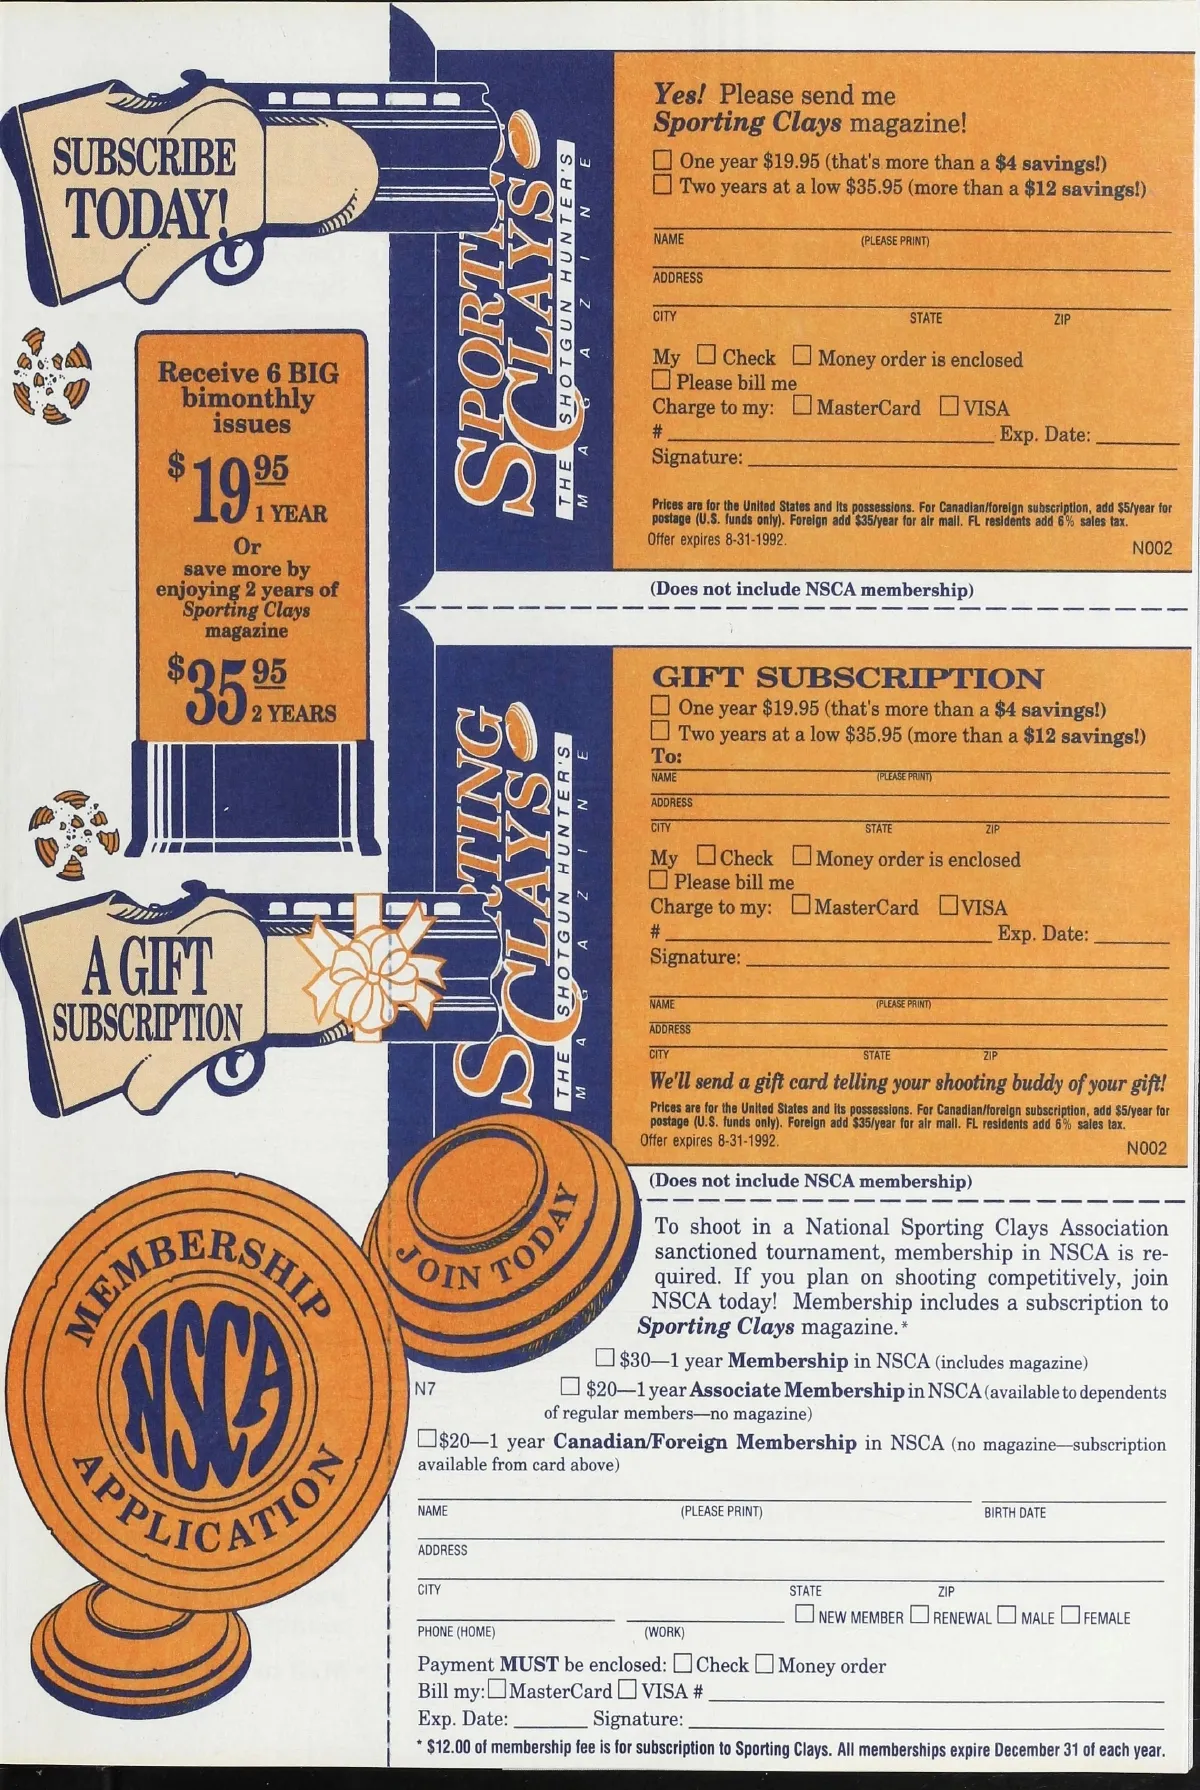 SUBSCRIBE
TODAY!
Receive 6 BIG
bimonthly
issues
$19 95
1 YEAR
Or
save more by
enjoying 2 years of
Sporting Clays
magazine
$35 95
2 YEARS
CLAYS
THE SHOTGUN HUNTER'S
MAGAZINE
Yes! Please send me
Sporting Clays magazine!
☐ One year $19.95 (that's more than a $4 savings!)
☐ Two years at a low $35.95 (more than a $12 savings!)
NAME (PLEASE PRINT)
ADDRESS
CITY STATE ZIP
My ☐ Check ☐ Money order is enclosed
☐ Please bill me
Charge to my: ☐ MasterCard ☐ VISA
# Exp. Date:
Signature:
Prices are for the United States and its possessions. For Canadian/foreign subscription, add $5/year for
postage (U.S. funds only). Foreign add $35/year for air mail. FL residents add 6% sales tax.
Offer expires 8-31-1992.
N002
(Does not include NSCA membership)
A GIFT
SUBSCRIPTION
CLAYS
THE SHOTGUN HUNTER'S
MAGAZINE
GIFT SUBSCRIPTION
☐ One year $19.95 (that's more than a $4 savings!)
☐ Two years at a low $35.95 (more than a $12 savings!)
To:
NAME (PLEASE PRINT)
ADDRESS
CITY STATE ZIP
My ☐ Check ☐ Money order is enclosed
☐ Please bill me
Charge to my: ☐ MasterCard ☐ VISA
# Exp. Date:
Signature:
NAME (PLEASE PRINT)
ADDRESS
CITY STATE ZIP
We'll send a gift card telling your shooting buddy of your gift!
Prices are for the United States and its possessions. For Canadian/foreign subscription, add $5/year for
postage (U.S. funds only). Foreign add $35/year for air mail. FL residents add 6% sales tax.
Offer expires 8-31-1992.
N002
(Does not include NSCA membership)
MEMBERSHIP
NSCA
APPLICATION
JOIN TODAY
To shoot in a National Sporting Clays Association
sanctioned tournament, membership in NSCA is re-
quired. If you plan on shooting competitively, join
NSCA today! Membership includes a subscription to
Sporting Clays magazine.*
☐ $30—1 year Membership in NSCA (includes magazine)
N7
☐ $20—1 year Associate Membership in NSCA (available to dependents
of regular members—no magazine)
☐ $20—1 year Canadian/Foreign Membership in NSCA (no magazine—subscription
available from card above)
NAME (PLEASE PRINT) BIRTH DATE
ADDRESS
CITY STATE ZIP
☐ NEW MEMBER ☐ RENEWAL ☐ MALE ☐ FEMALE
PHONE (HOME) (WORK)
Payment MUST be enclosed: ☐ Check ☐ Money order
Bill my: ☐ MasterCard ☐ VISA #
Exp. Date: Signature:
* $12.00 of membership fee is for subscription to Sporting Clays. All memberships expire December 31 of each year.